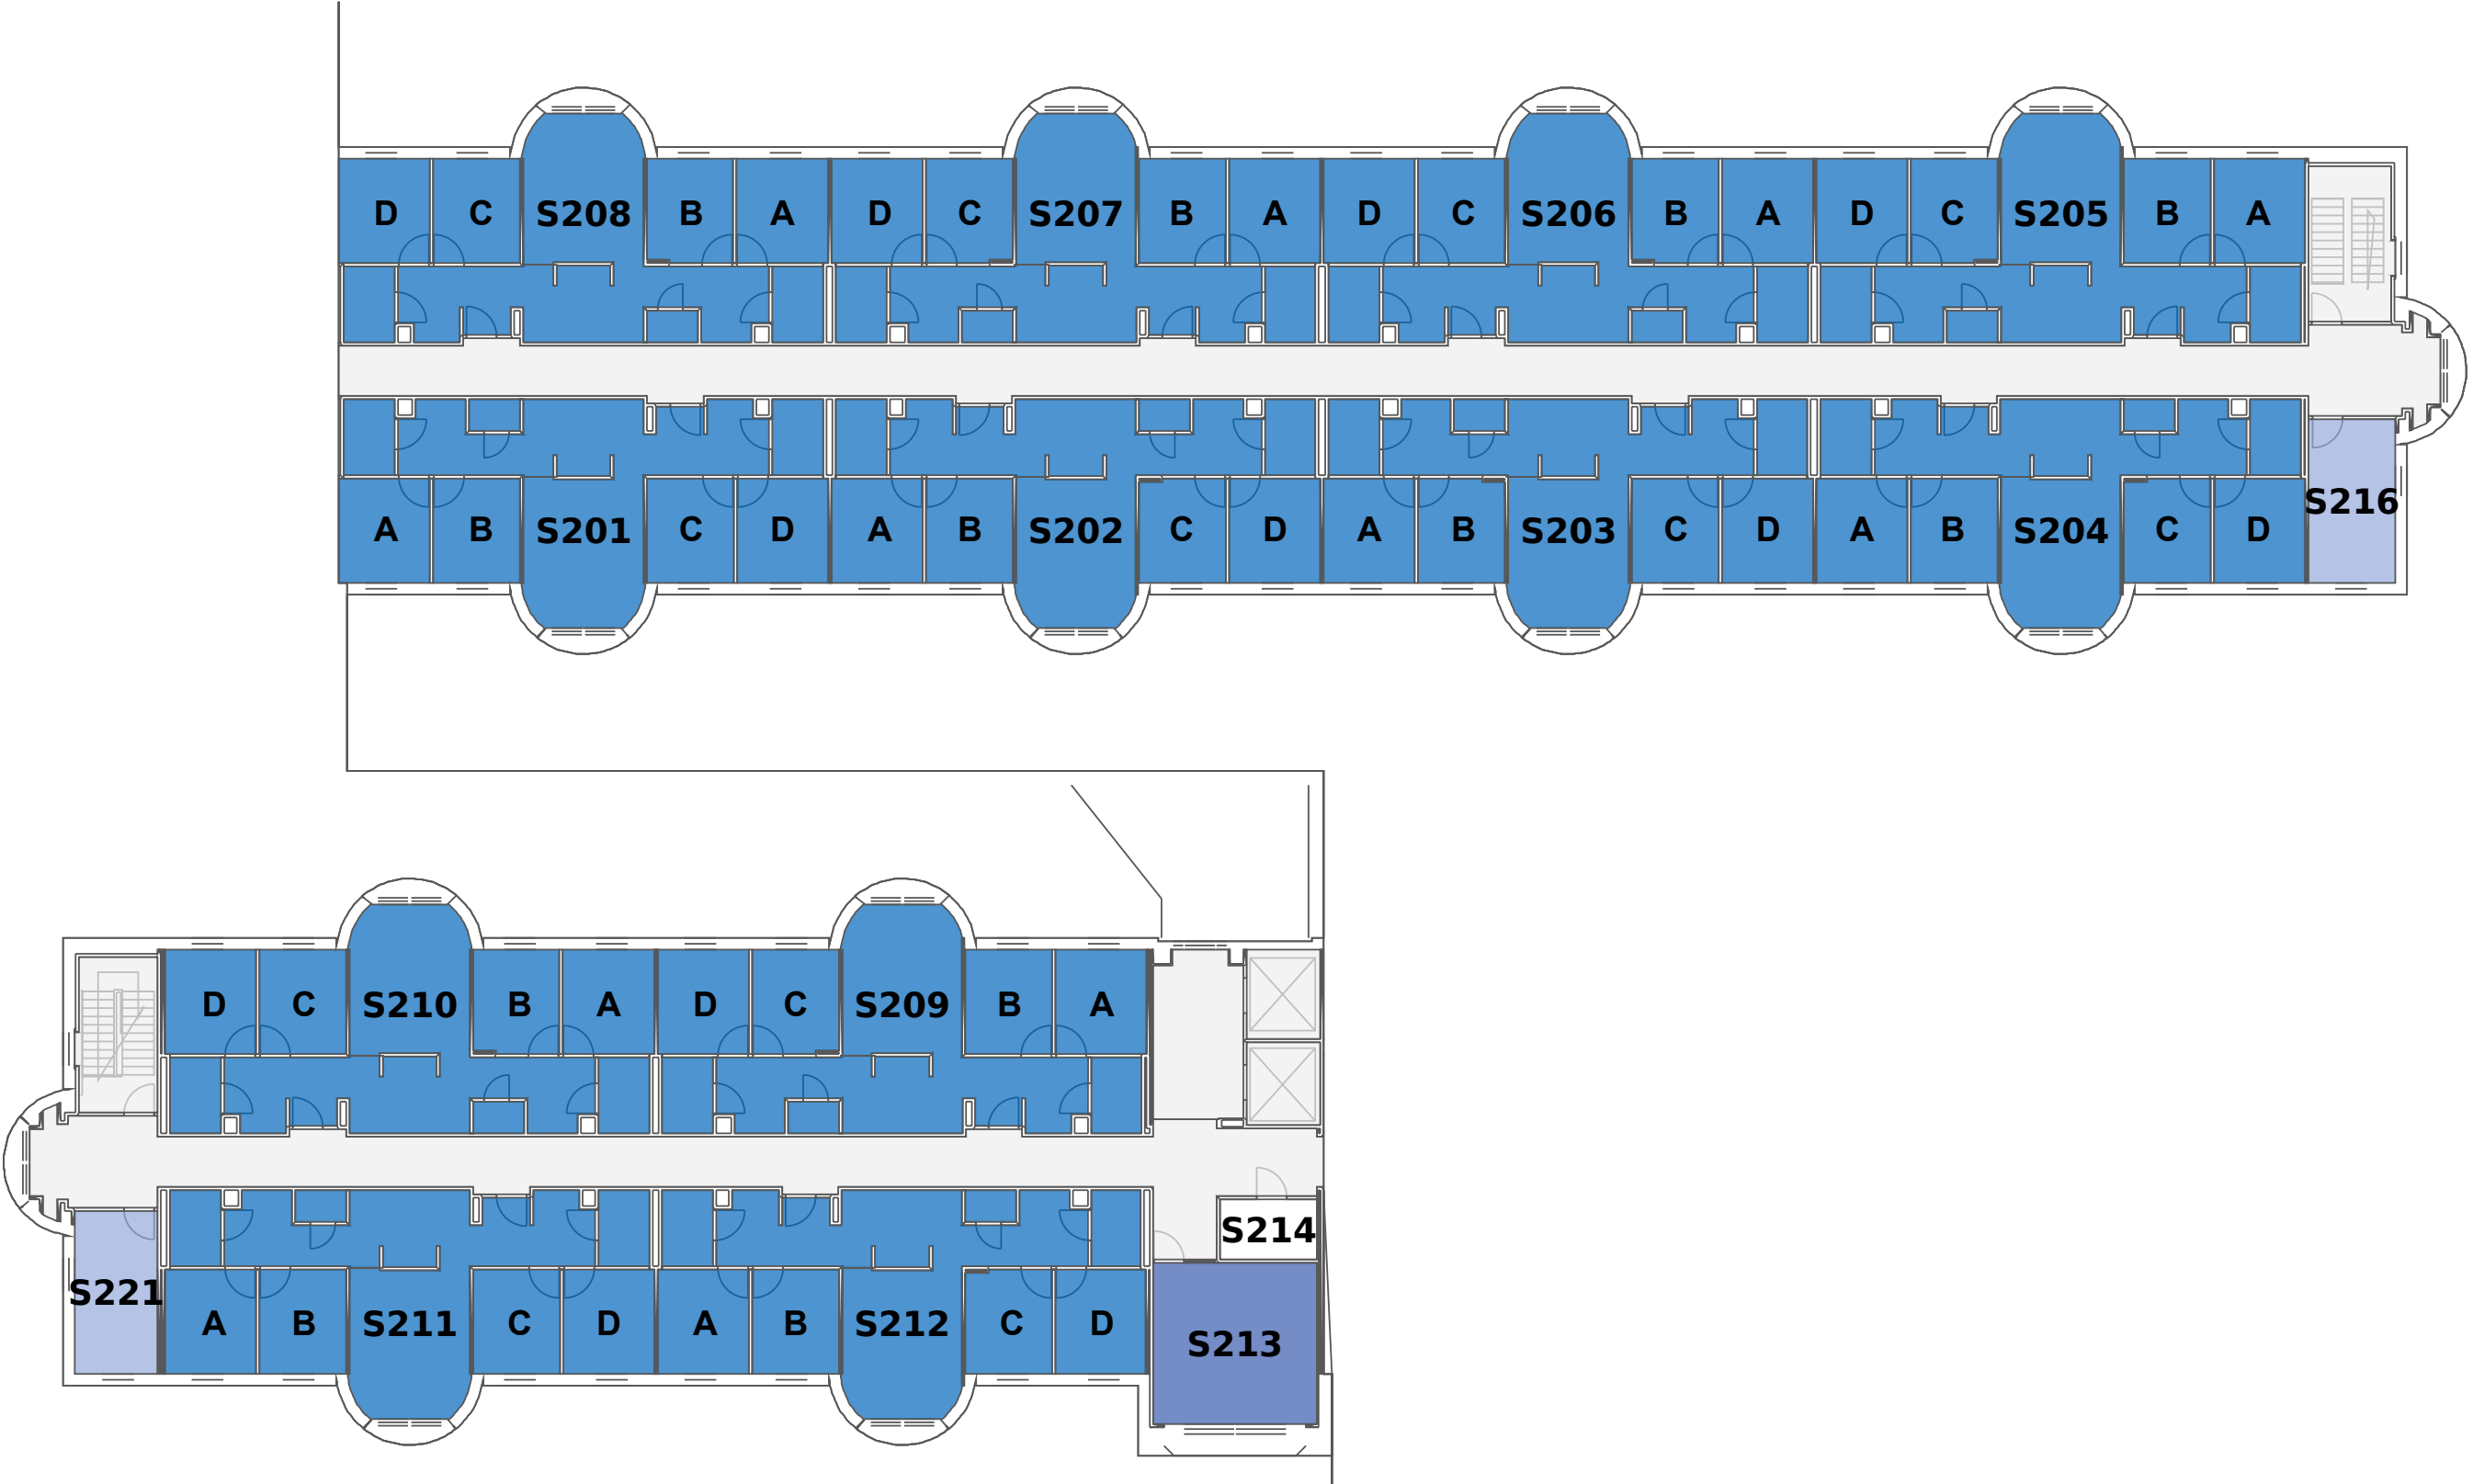 D C S208 B A D C S207 B A D C S206 B A D C S205 B A
S216
A B S201 C D A B S202 C D A B S203 C D A B S204 C D
D C S210 B A D C S209 B A
S214
S221
A B S211 C D A B S212 C D
S213